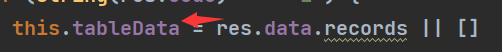 this.tableData = res.data.records || []